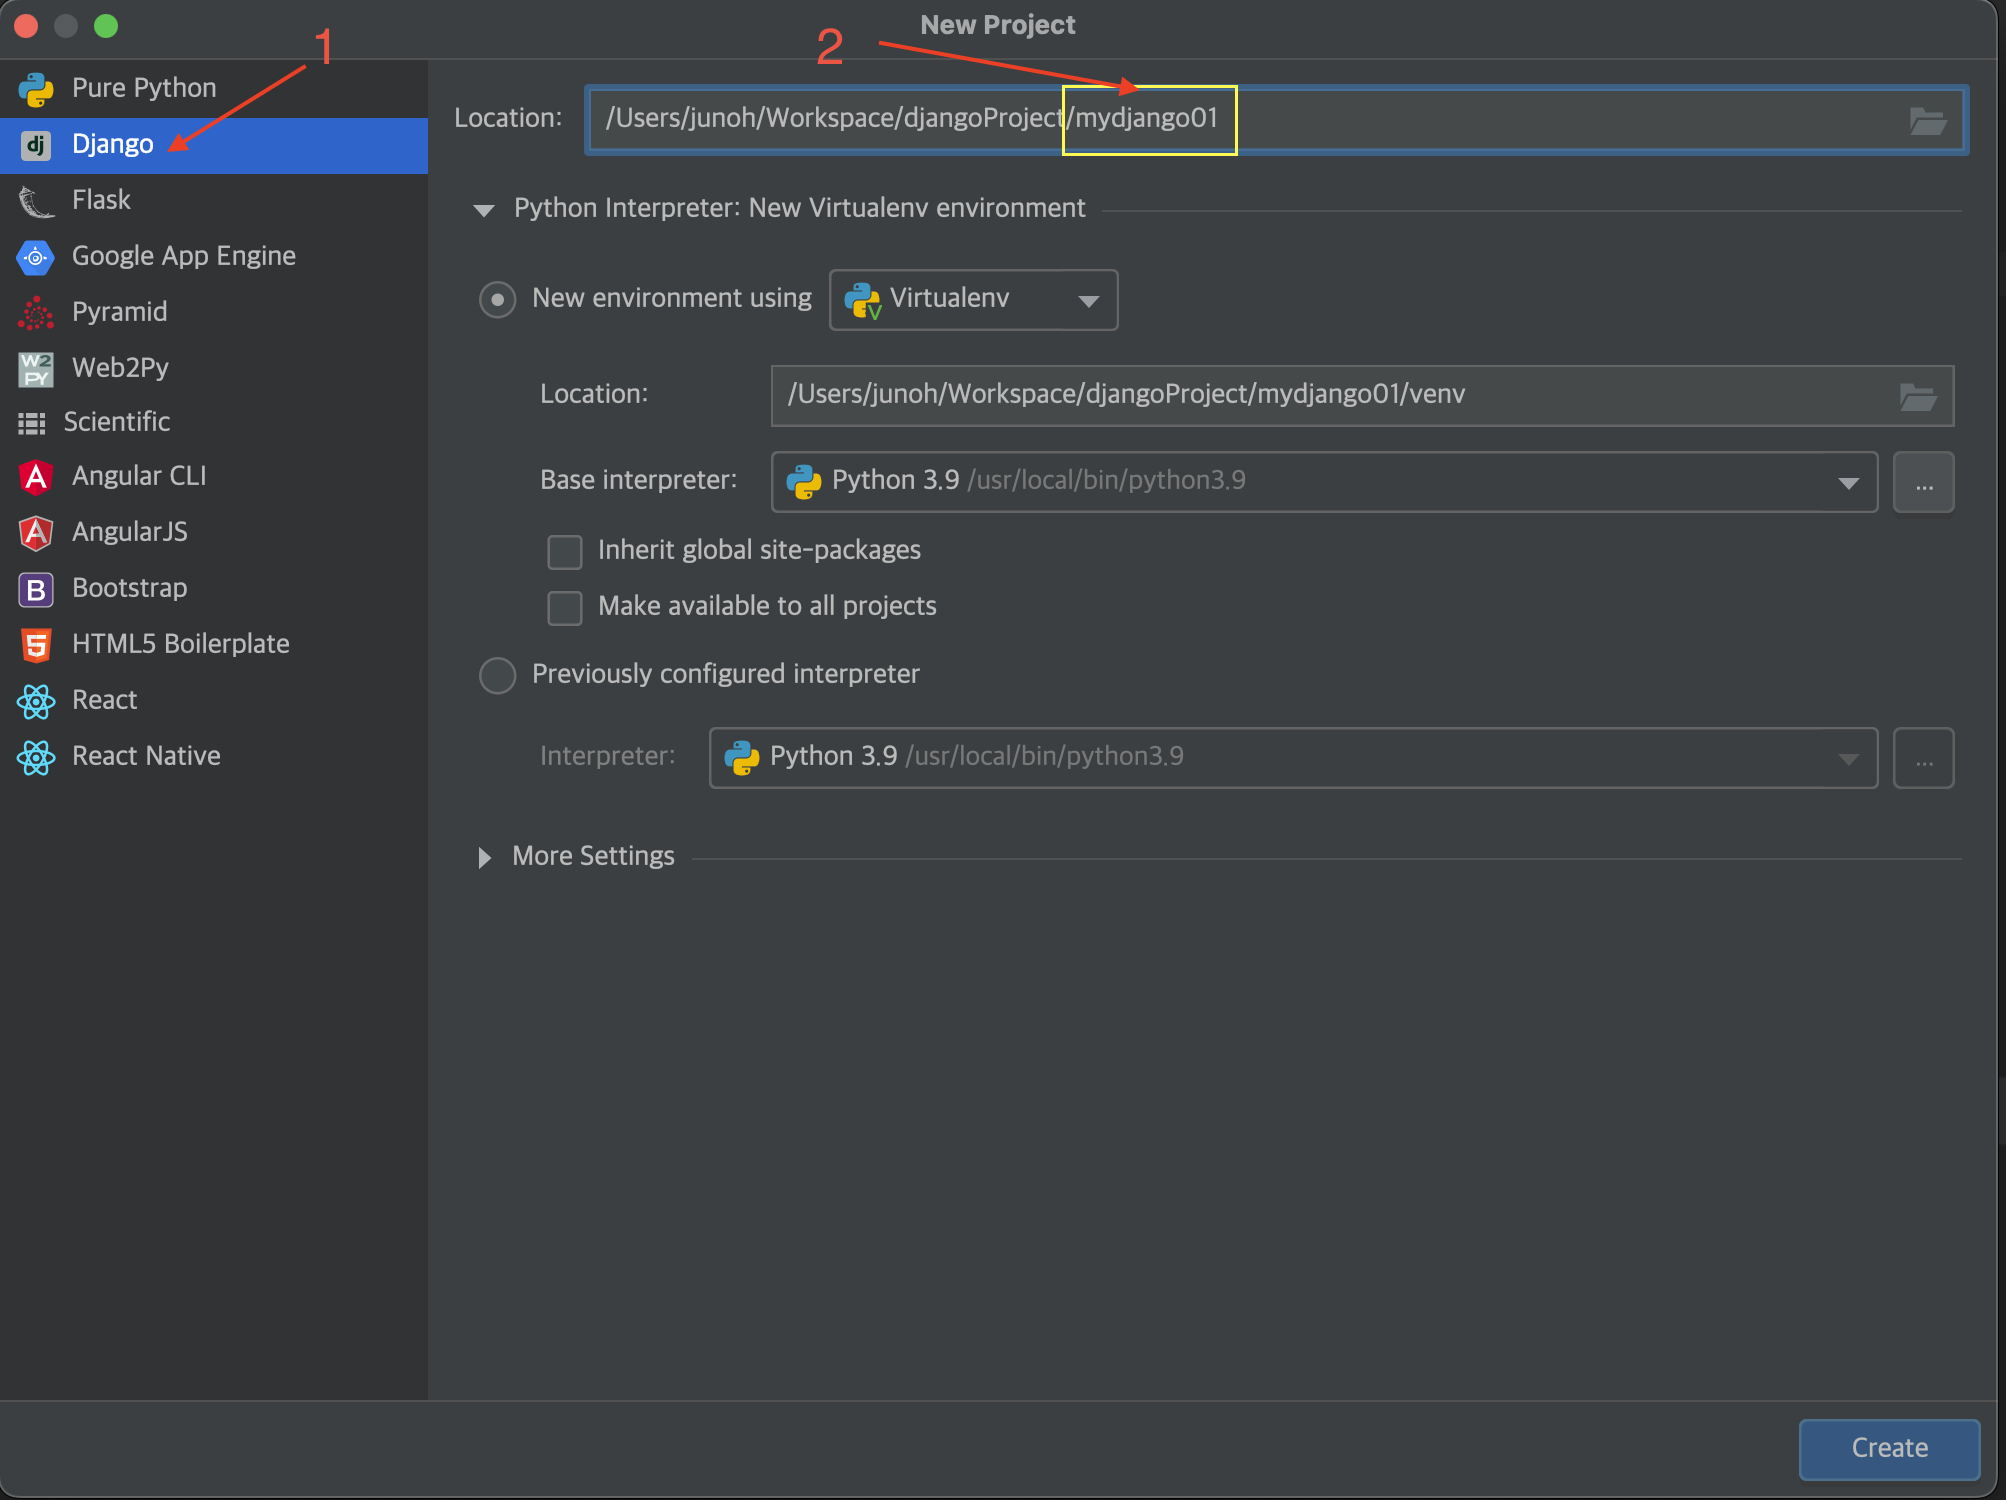 New Project
1
2
Pure Python
dj Django
Flask
Google App Engine
Pyramid
W2PY Web2Py
Scientific
A Angular CLI
A AngularJS
B Bootstrap
5 HTML5 Boilerplate
React
React Native
Location: /Users/junoh/Workspace/djangoProject/mydjango01
Python Interpreter: New Virtualenv environment
New environment using V Virtualenv
Location: /Users/junoh/Workspace/djangoProject/mydjango01/venv
Base interpreter: Python 3.9 /usr/local/bin/python3.9 ...
Inherit global site-packages
Make available to all projects
Previously configured interpreter
Interpreter: Python 3.9 /usr/local/bin/python3.9 ...
More Settings
Create